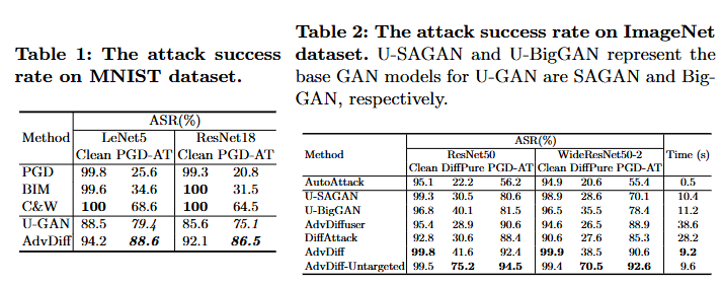 Table 1: The attack success
rate on MNIST dataset.
ASR(%)
Method LeNet5 ResNet18
Clean PGD-AT Clean PGD-AT
PGD 99.8 25.6 99.3 20.8
BIM 99.6 34.6 100 31.5
C&W 100 68.6 100 64.5
U-GAN 88.5 79.4 85.6 75.1
AdvDiff 94.2 88.6 92.1 86.5
Table 2: The attack success rate on ImageNet
dataset. U-SAGAN and U-BigGAN represent the
base GAN models for U-GAN are SAGAN and Big-
GAN, respectively.
ASR(%)
Method ResNet50 WideResNet50-2 Time (s)
Clean DiffPure PGD-AT Clean DiffPure PGD-AT
AutoAttack 95.1 22.2 56.2 94.9 20.6 55.4 0.5
U-SAGAN 99.3 30.5 80.6 98.9 28.6 70.1 10.4
U-BigGAN 96.8 40.1 81.5 96.5 35.5 78.4 11.2
AdvDiffuser 95.4 28.9 90.6 94.6 26.5 88.9 38.6
DiffAttack 92.8 30.6 88.4 90.6 27.6 85.3 28.2
AdvDiff 99.8 41.6 92.4 99.9 38.5 90.6 9.2
AdvDiff-Untargeted 99.5 75.2 94.5 99.4 70.5 92.6 9.6